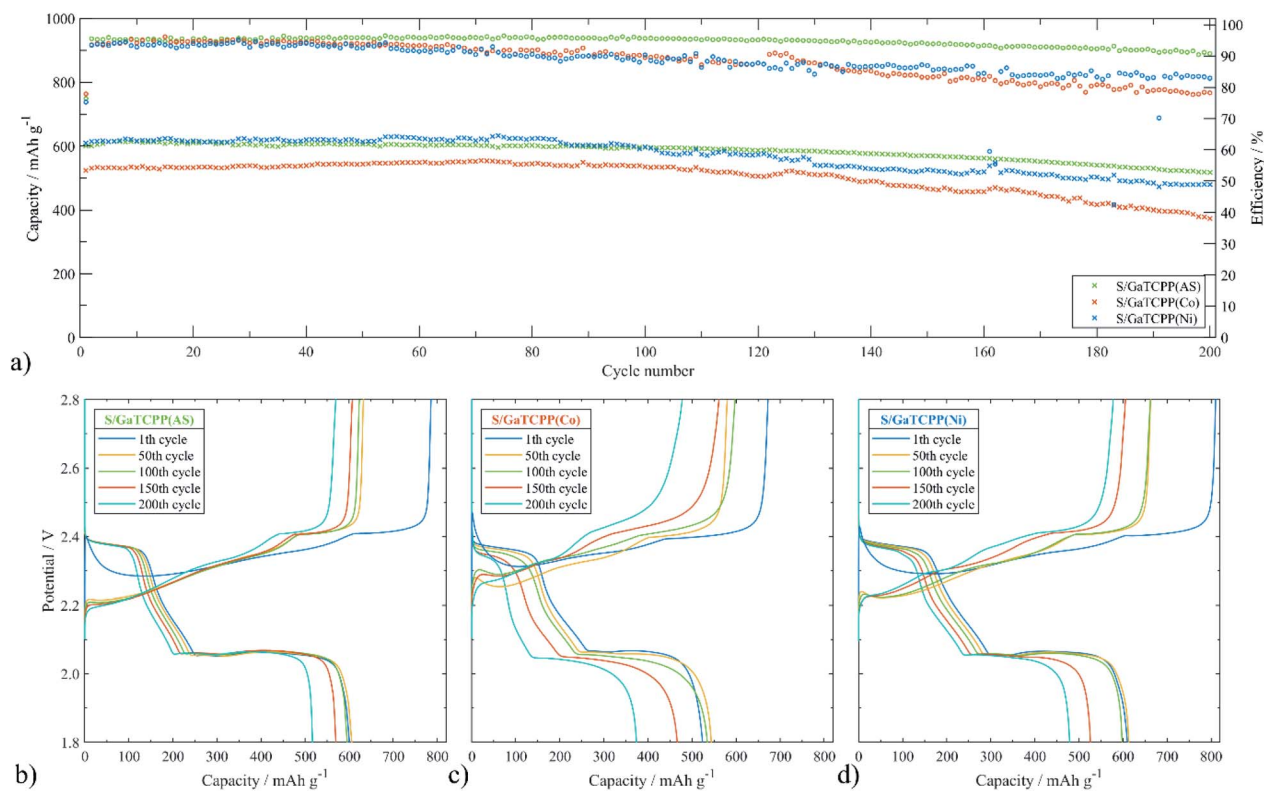 1000
800
600
400
200
0
Capacity / mAh g⁻¹
100
90
80
70
60
50
40
30
20
10
0
Efficiency / %
S/GaTCPP(AS)
S/GaTCPP(Co)
S/GaTCPP(Ni)
0 20 40 60 80 100 120 140 160 180 200
Cycle number
a)
2.8
2.6
2.4
2.2
2.0
1.8
Potential / V
S/GaTCPP(AS)
1th cycle
50th cycle
100th cycle
150th cycle
200th cycle
0 100 200 300 400 500 600 700 800
Capacity / mAh g⁻¹
b)
S/GaTCPP(Co)
1th cycle
50th cycle
100th cycle
150th cycle
200th cycle
0 100 200 300 400 500 600 700 800
Capacity / mAh g⁻¹
c)
S/GaTCPP(Ni)
1th cycle
50th cycle
100th cycle
150th cycle
200th cycle
0 100 200 300 400 500 600 700 800
Capacity / mAh g⁻¹
d)